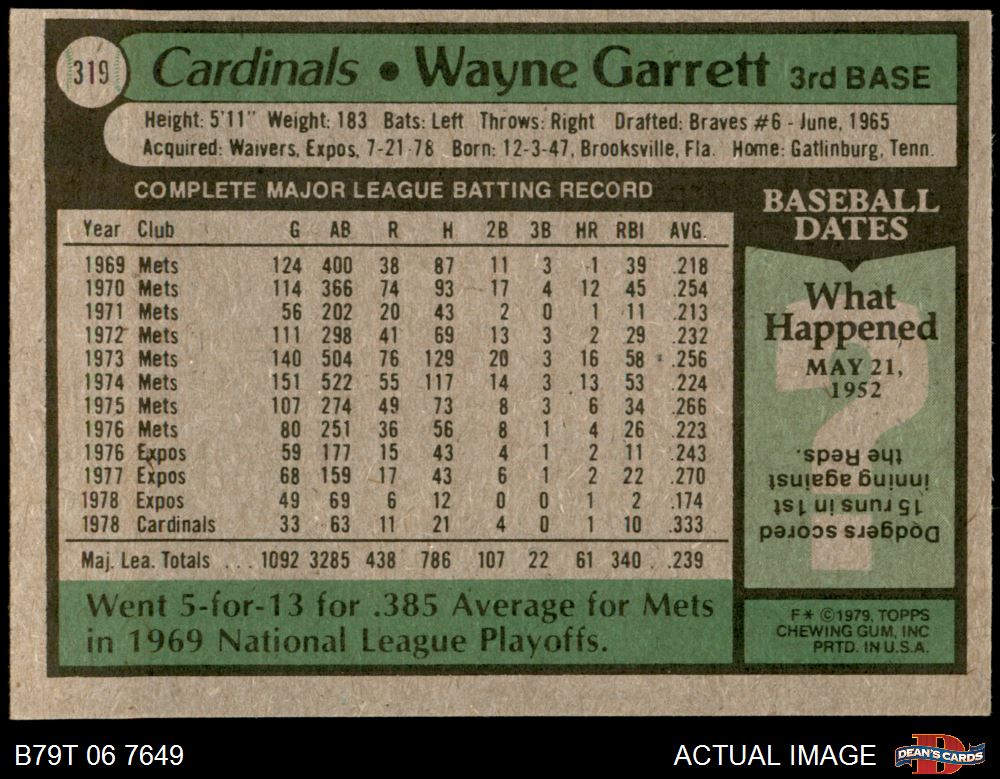 319
Cardinals • Wayne Garrett 3rd BASE
Height: 5'11" Weight: 183 Bats: Left Throws: Right Drafted: Braves #6 - June, 1965
Acquired: Waivers, Expos, 7-21-78 Born: 12-3-47, Brooksville, Fla. Home: Gatlinburg, Tenn.
COMPLETE MAJOR LEAGUE BATTING RECORD
Year Club G AB R H 2B 3B HR RBI AVG.
1969 Mets 124 400 38 87 11 3 1 39 .218
1970 Mets 114 366 74 93 17 4 12 45 .254
1971 Mets 56 202 20 43 2 0 1 11 .213
1972 Mets 111 298 41 69 13 3 2 29 .232
1973 Mets 140 504 76 129 20 3 16 58 .256
1974 Mets 151 522 55 117 14 3 13 53 .224
1975 Mets 107 274 49 73 8 3 6 34 .266
1976 Mets 80 251 36 56 8 1 4 26 .223
1976 Expos 59 177 15 43 4 1 2 11 .243
1977 Expos 68 159 17 43 6 1 2 22 .270
1978 Expos 49 69 6 12 0 0 1 2 .174
1978 Cardinals 33 63 11 21 4 0 1 10 .333
Maj. Lea. Totals ... 1092 3285 438 786 107 22 61 340 .239
Went 5-for-13 for .385 Average for Mets
in 1969 National League Playoffs.
BASEBALL
DATES
What
Happened
MAY 21,
1952
?
Dodgers scored
15 runs in 1st
inning against
the Reds.
F* ©1979, TOPPS
CHEWING GUM, INC
PRTD. IN U.S.A.
B79T 06 7649
ACTUAL IMAGE
DEAN'S CARDS